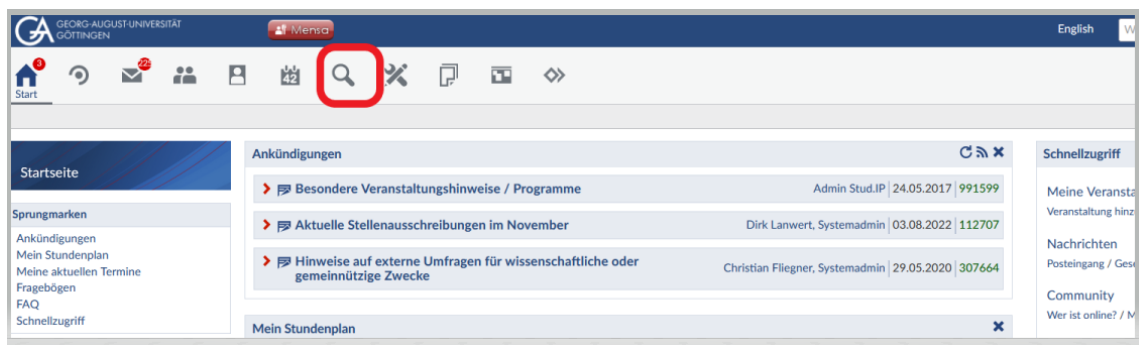 GEORG-AUGUST-UNIVERSITÄT
GÖTTINGEN
Mensa
English
W
3
22
42
Start
Startseite
Sprungmarken
Ankündigungen
Mein Stundenplan
Meine aktuellen Termine
Fragebögen
FAQ
Schnellzugriff
Ankündigungen
Besondere Veranstaltungshinweise / Programme Admin Stud.IP 24.05.2017 991599
Aktuelle Stellenausschreibungen im November Dirk Lanwert, Systemadmin 03.08.2022 112707
Hinweise auf externe Umfragen für wissenschaftliche oder
gemeinnützige Zwecke
Christian Fliegner, Systemadmin 29.05.2020 307664
Mein Stundenplan
Schnellzugriff
Meine Veransta
Veranstaltung hinz
Nachrichten
Posteingang / Gese
Community
Wer ist online? / M